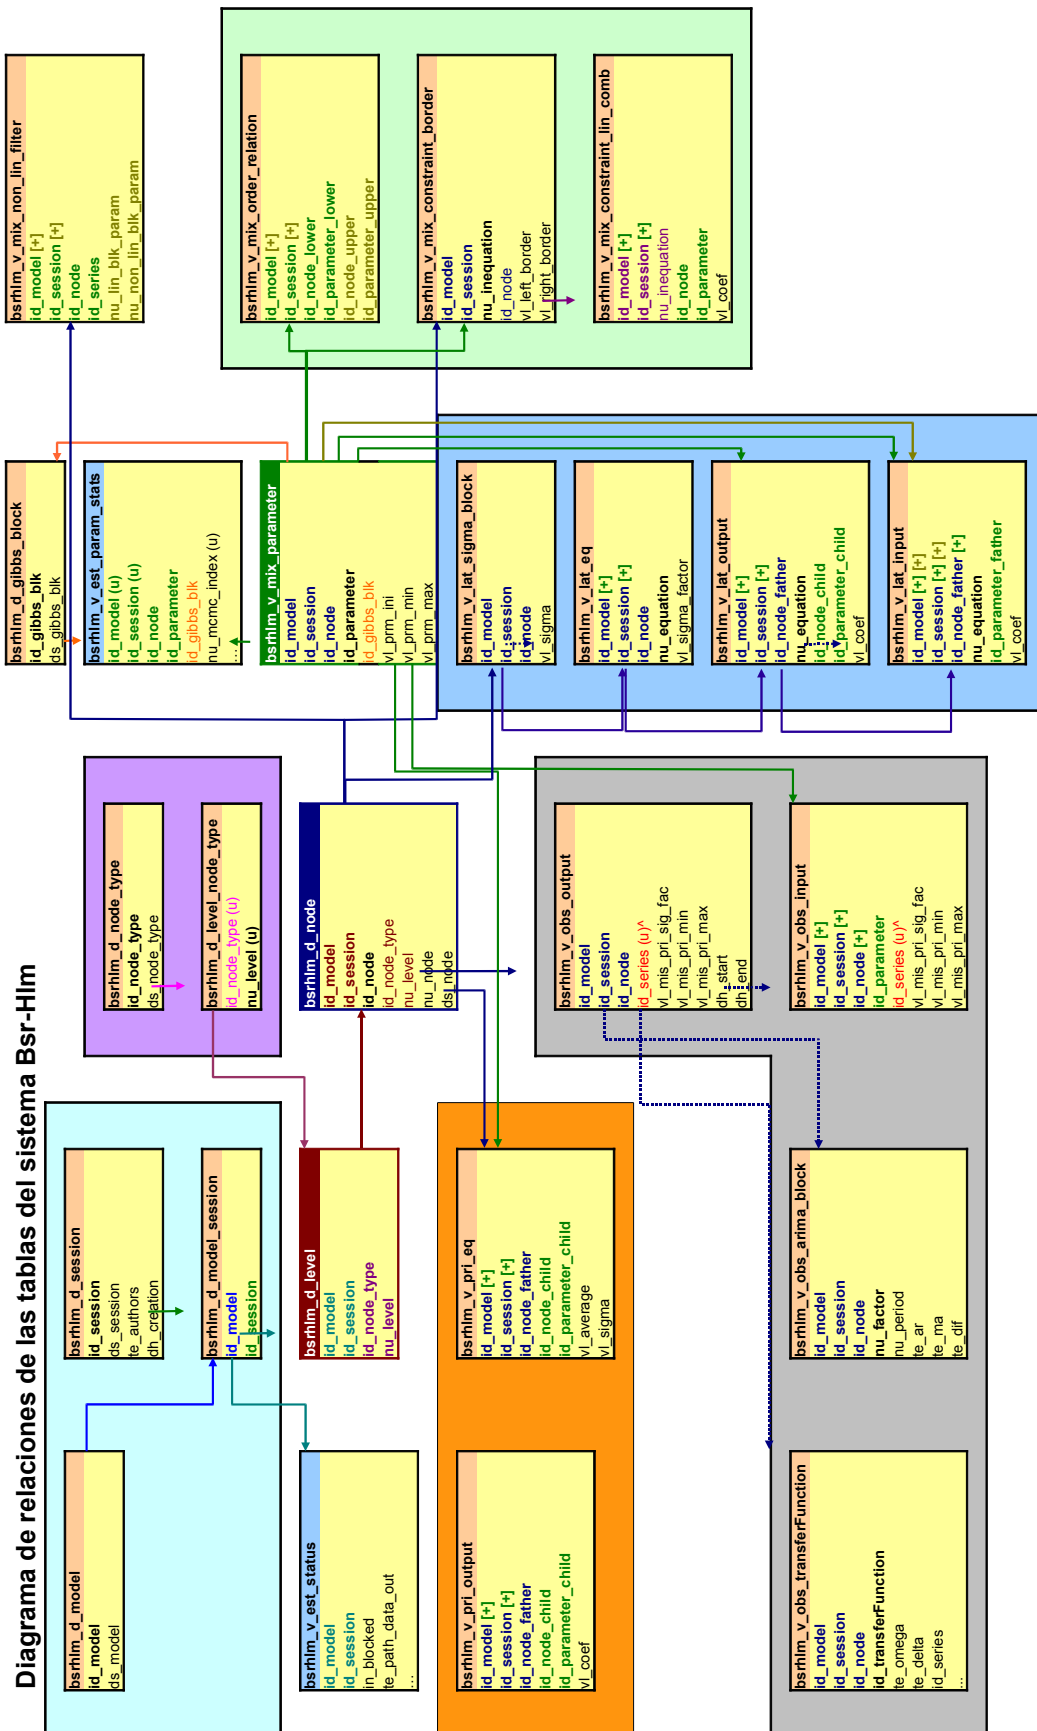 Diagrama de relaciones de las tablas del sistema Bsr-Hlm
bsrhlm_d_model
id_model
ds_model
bsrhlm_d_session
id_session
ds_session
te_authors
dh_creation
bsrhlm_d_model_session
id_model
id_session
bsrhlm_d_node_type
id_node_type
ds_node_type
bsrhlm_d_level_node_type
id_node_type (u)
nu_level (u)
bsrhlm_d_gibbs_block
id_gibbs_blk
ds_gibbs_blk
bsrhlm_v_est_param_stats
id_model (u)
id_session (u)
id_node
id_parameter
id_gibbs_blk
nu_mcmc_index (u)
...
bsrhlm_v_mix_non_lin_filter
id_model [+]
id_session [+]
id_node
id_series
nu_lin_blk_param
nu_non_lin_blk_param
bsrhlm_v_est_status
id_model
id_session
in_blocked
te_path_data_out
...
bsrhlm_d_level
id_model
id_session
id_node_type
nu_level
bsrhlm_d_node
id_model
id_session
id_node
id_node_type
nu_level
nu_node
ds_node
bsrhlm_v_mix_parameter
id_model
id_session
id_node
id_parameter
id_gibbs_blk
vl_prm_ini
vl_prm_min
vl_prm_max
bsrhlm_v_mix_order_relation
id_model [+]
id_session [+]
id_node_lower
id_parameter_lower
id_node_upper
id_parameter_upper
bsrhlm_v_mix_constraint_border
id_model
id_session
nu_inequation
id_node
vl_left_border
vl_right_border
bsrhlm_v_mix_constraint_lin_comb
id_model [+]
id_session [+]
nu_inequation
id_node
id_parameter
vl_coef
bsrhlm_v_pri_output
id_model [+]
id_session [+]
id_node_father
id_node_child
id_parameter_child
vl_coef
bsrhlm_v_pri_eq
id_model [+]
id_session [+]
id_node_father
id_node_child
id_parameter_child
vl_average
vl_sigma
bsrhlm_v_lat_sigma_block
id_model
id_session
id_node
vl_sigma
bsrhlm_v_lat_eq
id_model [+]
id_session [+]
id_node
nu_equation
vl_sigma_factor
bsrhlm_v_lat_output
id_model [+]
id_session [+]
id_node_father
nu_equation
id_node_child
id_parameter_child
vl_coef
bsrhlm_v_lat_input
id_model [+] [+]
id_session [+] [+]
id_node_father [+]
nu_equation
id_parameter_father
vl_coef
bsrhlm_v_obs_output
id_model
id_session
id_node
id_series (u)^
vl_mis_pri_sig_fac
vl_mis_pri_min
vl_mis_pri_max
dh_start
dh_end
bsrhlm_v_obs_transferFunction
id_model
id_session
id_node
id_transferFunction
te_omega
te_delta
id_series
...
bsrhlm_v_obs_arima_block
id_model
id_session
id_node
nu_factor
nu_period
te_ar
te_na
te_dif
bsrhlm_v_obs_input
id_model [+]
id_session [+]
id_node [+]
id_parameter
id_series (u)^
vl_mis_pri_sig_fac
vl_mis_pri_min
vl_mis_pri_max